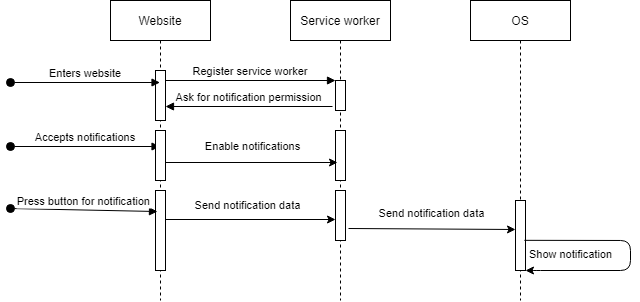 Website
Service worker
OS
Enters website
Register service worker
Ask for notification permission
Accepts notifications
Enable notifications
Press button for notification
Send notification data
Send notification data
Show notification